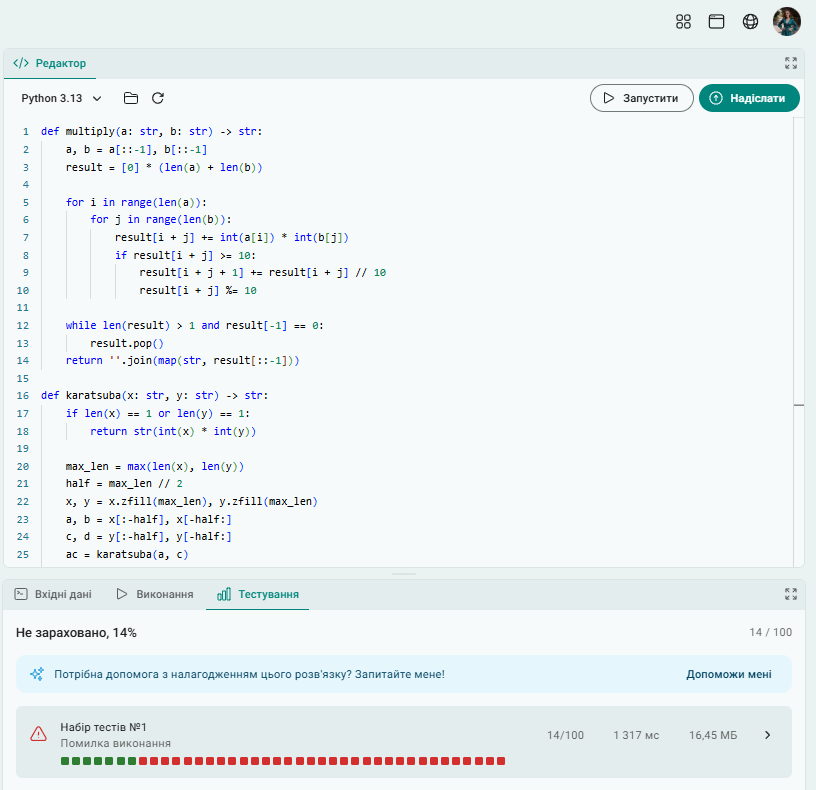 </> Редактор
Python 3.13
Запустити
Надіслати
1 def multiply(a: str, b: str) -> str:
2     a, b = a[::-1], b[::-1]
3     result = [0] * (len(a) + len(b))
4
5     for i in range(len(a)):
6         for j in range(len(b)):
7             result[i + j] += int(a[i]) * int(b[j])
8             if result[i + j] >= 10:
9                 result[i + j + 1] += result[i + j] // 10
10                 result[i + j] %= 10
11
12     while len(result) > 1 and result[-1] == 0:
13         result.pop()
14     return ''.join(map(str, result[::-1]))
15
16 def karatsuba(x: str, y: str) -> str:
17     if len(x) == 1 or len(y) == 1:
18         return str(int(x) * int(y))
19
20     max_len = max(len(x), len(y))
21     half = max_len // 2
22     x, y = x.zfill(max_len), y.zfill(max_len)
23     a, b = x[:-half], x[-half:]
24     c, d = y[:-half], y[-half:]
25     ac = karatsuba(a, c)
Вхідні дані
Виконання
Тестування
Не зараховано, 14%
14 / 100
Потрібна допомога з налагодженням цього розв'язку? Запитайте мене!
Допоможи мені
Набір тестів №1
Помилка виконання
14/100
1 317 мс
16,45 МБ